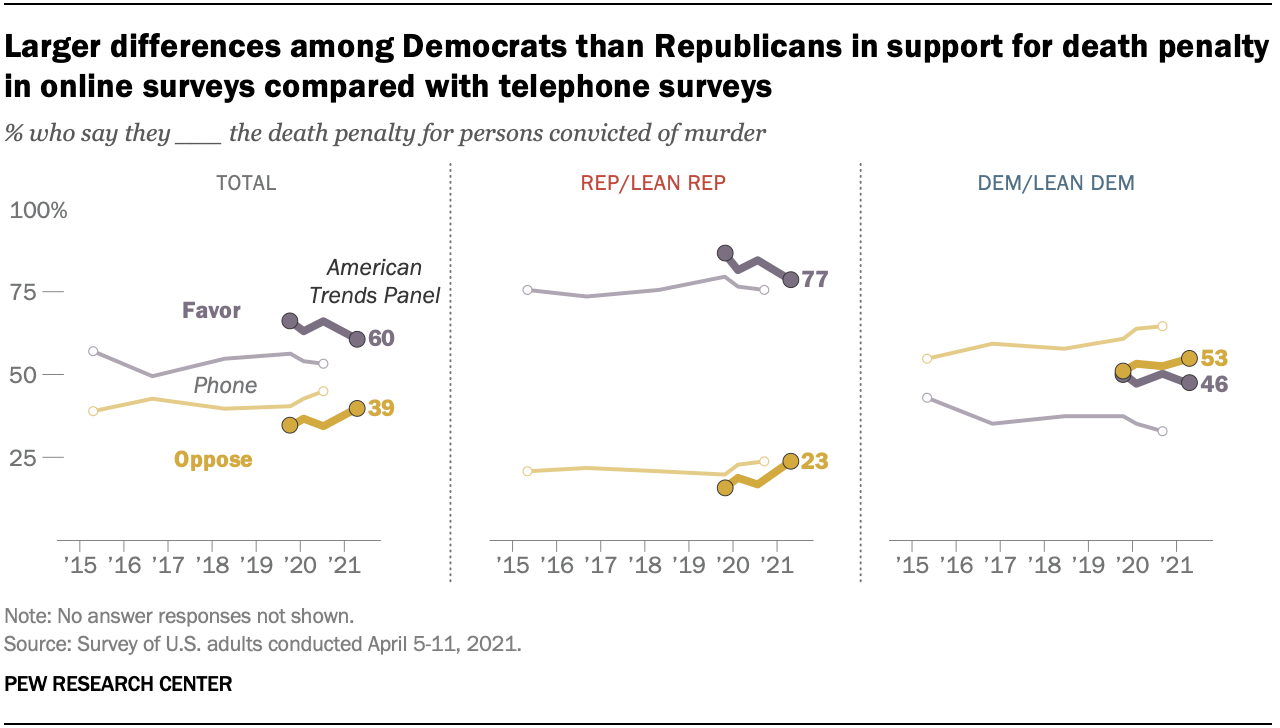 Larger differences among Democrats than Republicans in support for death penalty
in online surveys compared with telephone surveys
% who say they ___ the death penalty for persons convicted of murder
TOTAL
REP/LEAN REP
DEM/LEAN DEM
100%
75
50
25
American
Trends Panel
Favor
60
Phone
39
Oppose
’15 ’16 ’17 ’18 ’19 ’20 ’21
77
23
’15 ’16 ’17 ’18 ’19 ’20 ’21
53
46
’15 ’16 ’17 ’18 ’19 ’20 ’21
Note: No answer responses not shown.
Source: Survey of U.S. adults conducted April 5-11, 2021.
PEW RESEARCH CENTER